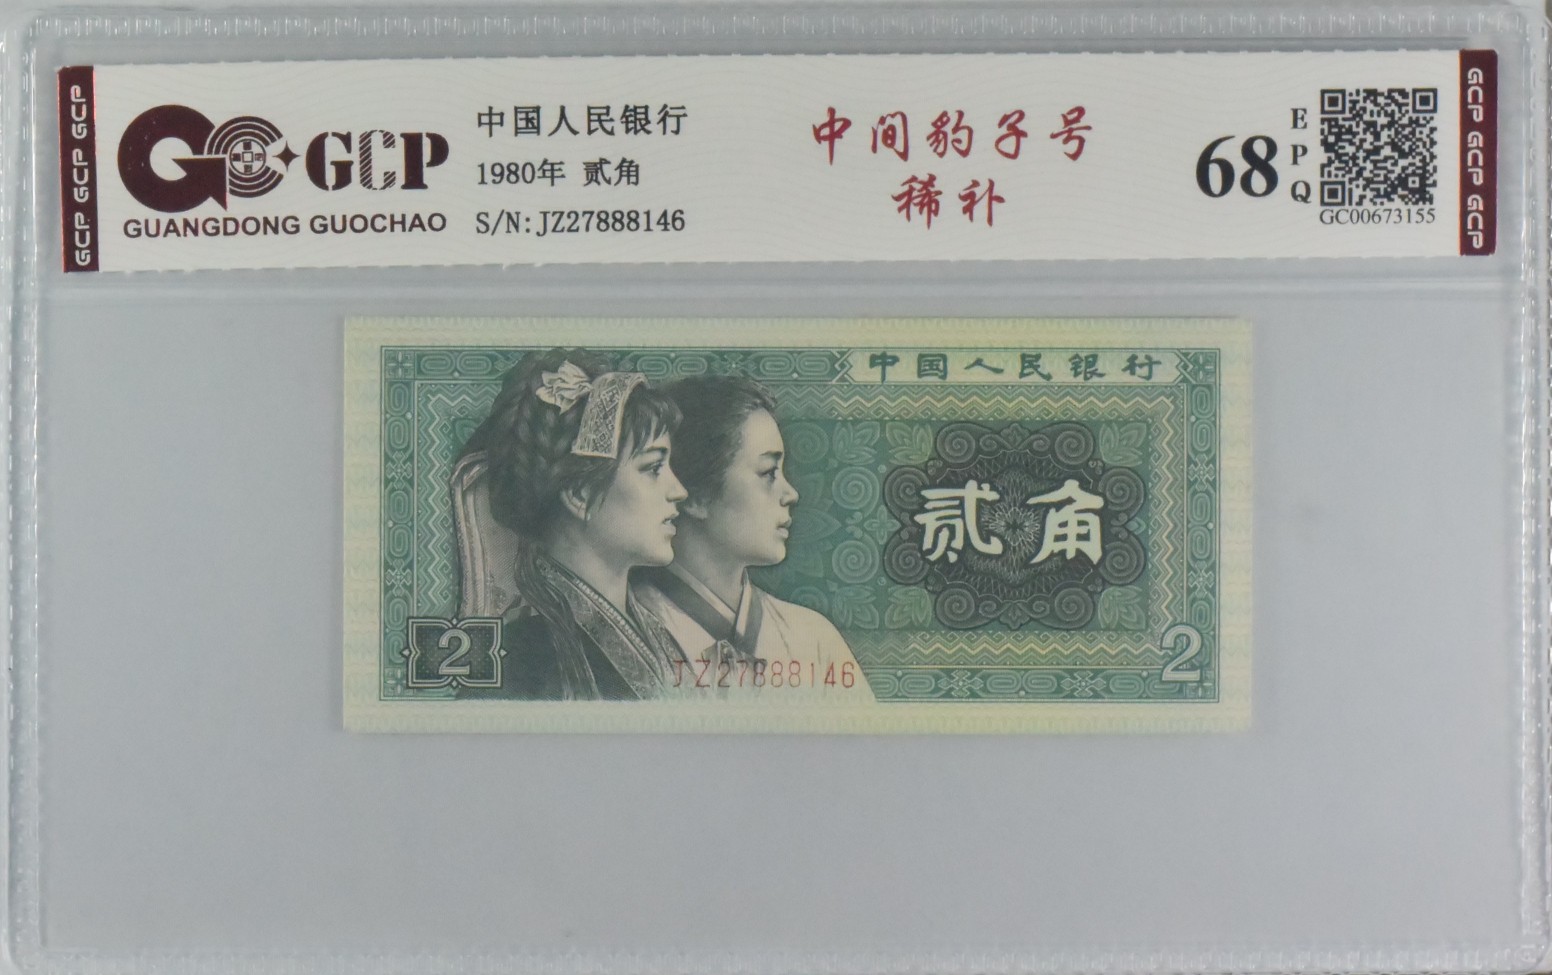 GCP GCP GCP
GCP
GUANGDONG GUOCHAO
中国人民银行
1980年 贰角
S/N:JZ27888146
中间豹子号
稀补
68
EPQ
GC00673155
GCP GCP GCP
中国人民银行
贰角
2
JZ27888146
2